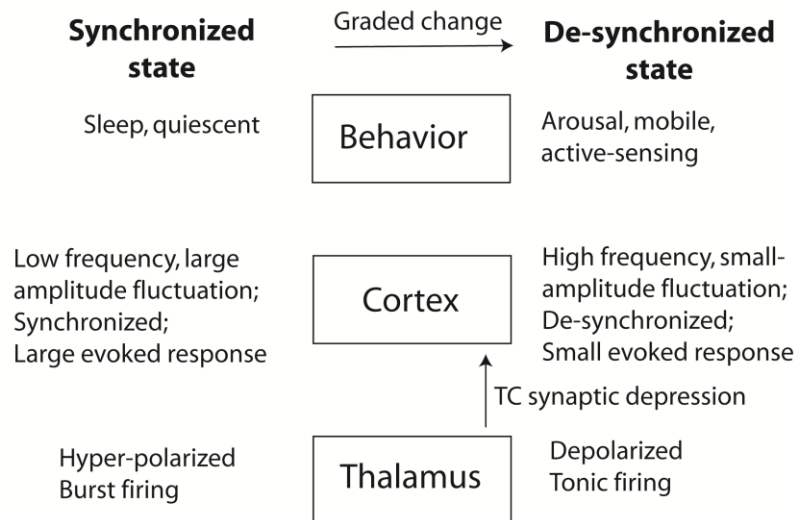 Synchronized
state
Graded change
De-synchronized
state
Sleep, quiescent
Behavior
Arousal, mobile,
active-sensing
Low frequency, large
amplitude fluctuation;
Synchronized;
Large evoked response
Cortex
High frequency, small-
amplitude fluctuation;
De-synchronized;
Small evoked response
TC synaptic depression
Hyper-polarized
Burst firing
Thalamus
Depolarized
Tonic firing